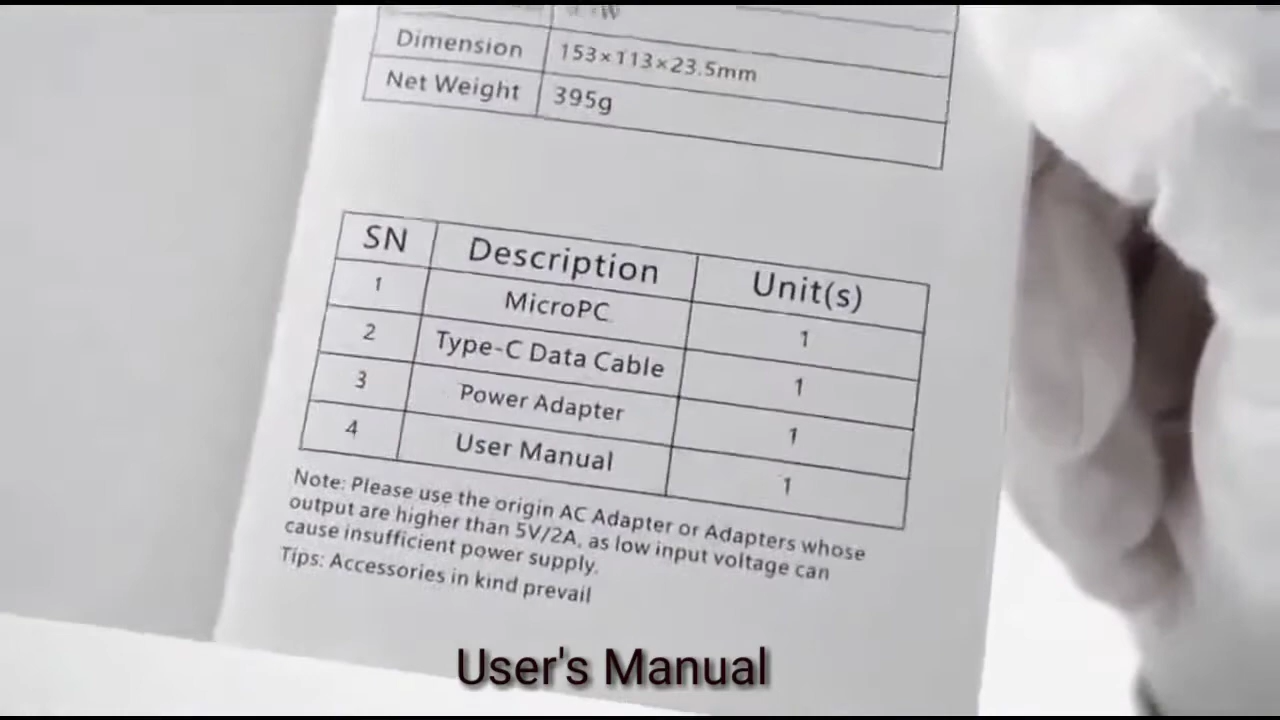 Dimension 153×113×23.5mm
Net Weight 395g
SN Description Unit(s)
1 MicroPC 1
2 Type-C Data Cable 1
3 Power Adapter 1
4 User Manual 1
Note: Please use the origin AC Adapter or Adapters whose
output are higher than 5V/2A, as low input voltage can
cause insufficient power supply.
Tips: Accessories in kind prevail
User's Manual